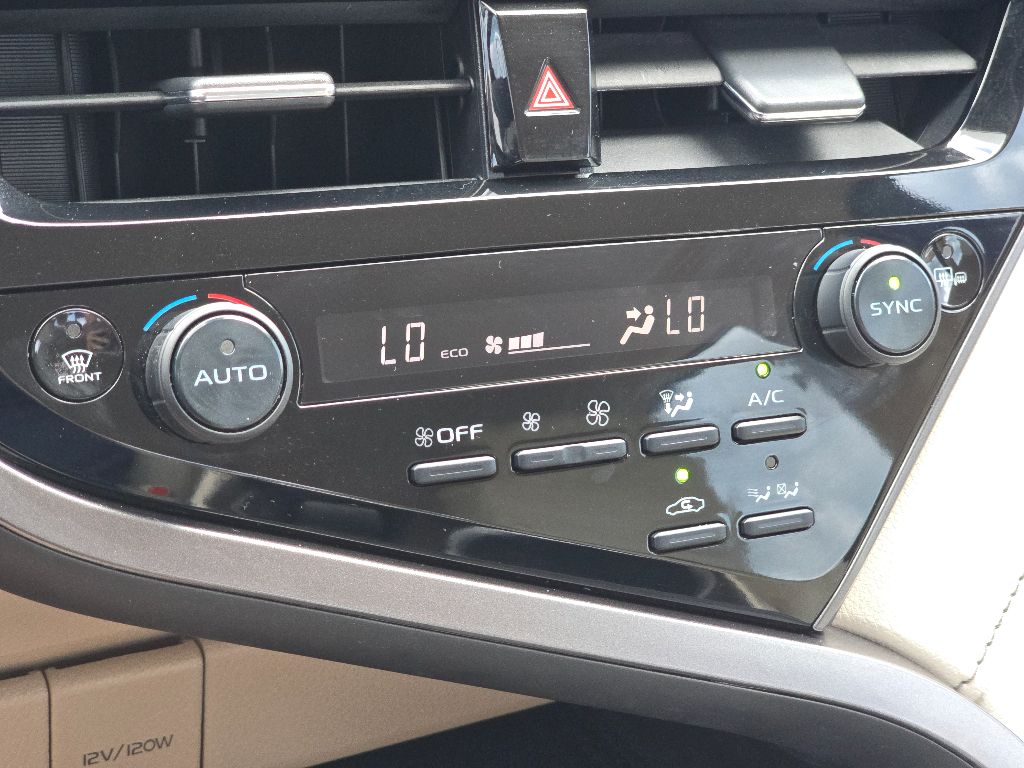 LO ECO LO
SYNC
FRONT
AUTO
OFF
A/C
12V/120W